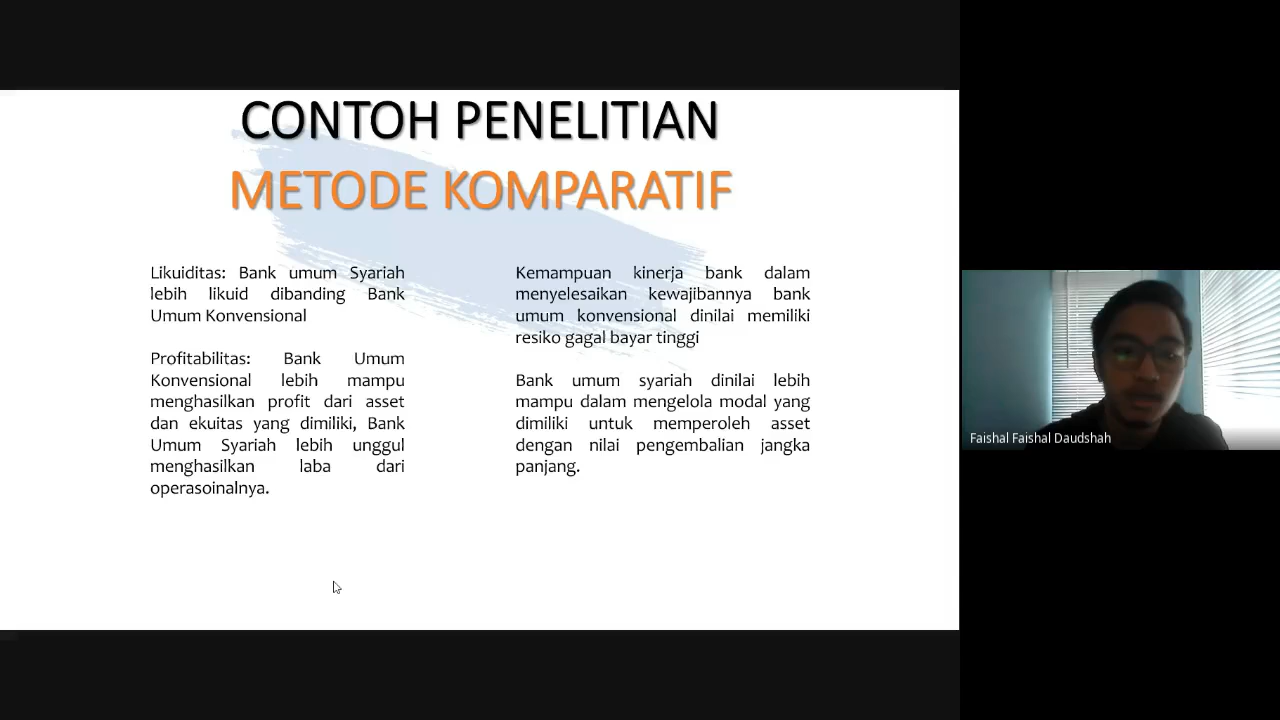 CONTOH PENELITIAN
METODE KOMPARATIF
Likuiditas: Bank umum Syariah
lebih likuid dibanding Bank
Umum Konvensional
Profitabilitas: Bank Umum
Konvensional lebih mampu
menghasilkan profit dari asset
dan ekuitas yang dimiliki, Bank
Umum Syariah lebih unggul
menghasilkan laba dari
operasoinalnya.
Kemampuan kinerja bank dalam
menyelesaikan kewajibannya bank
umum konvensional dinilai memiliki
resiko gagal bayar tinggi
Bank umum syariah dinilai lebih
mampu dalam mengelola modal yang
dimiliki untuk memperoleh asset
dengan nilai pengembalian jangka
panjang.
Faishal Faishal Daudshah